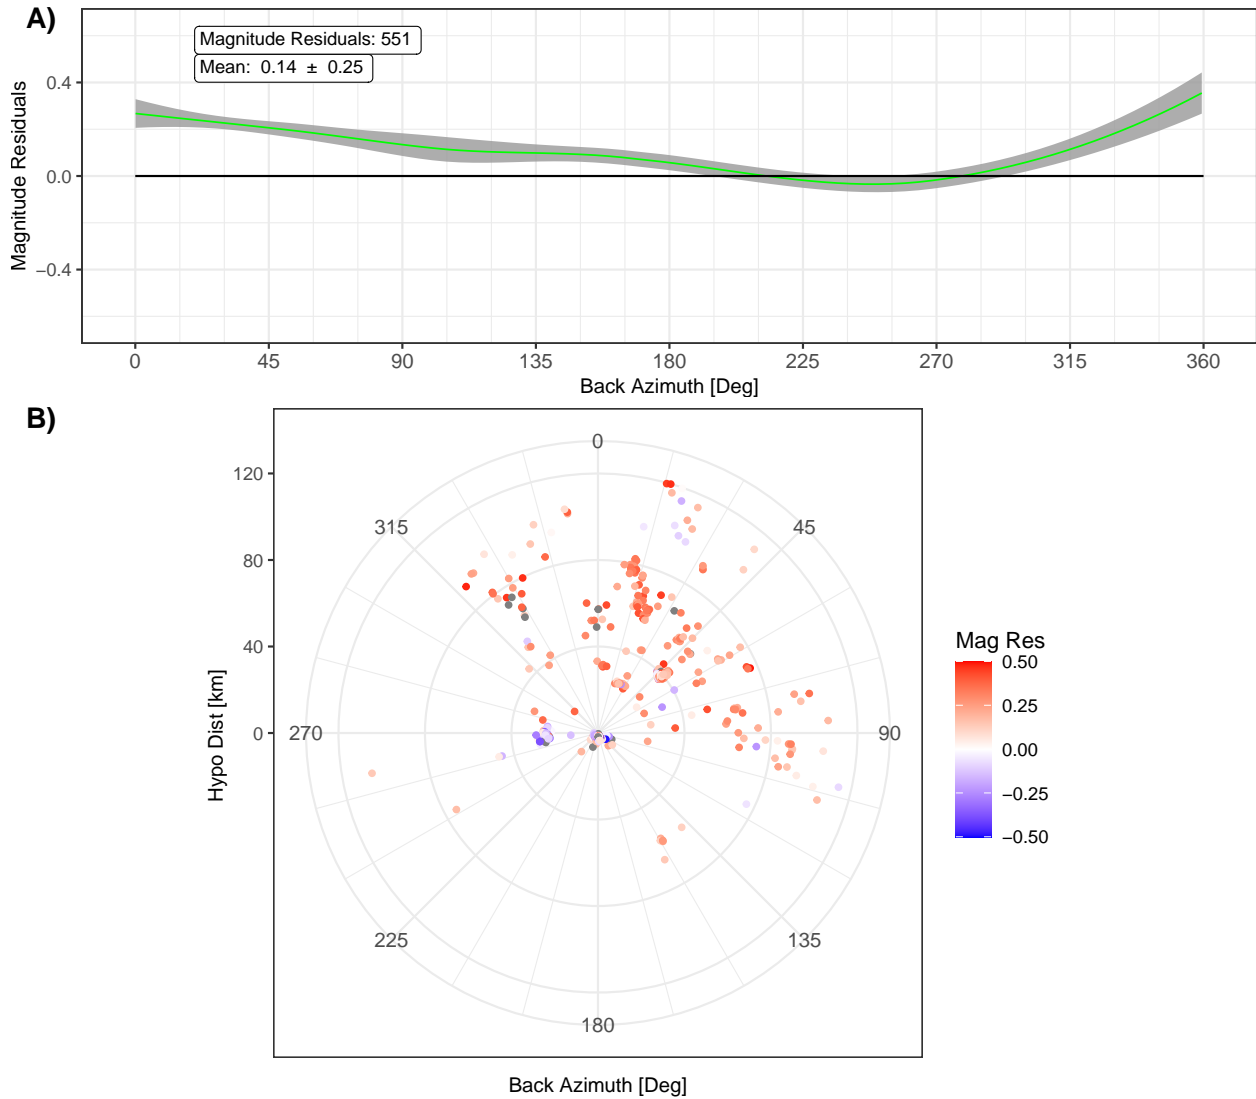 A)
Magnitude Residuals: 551
Mean:  0.14  ±  0.25
Magnitude Residuals
0.4
0.0
−0.4
0 45 90 135 180 225 270 315 360
Back Azimuth [Deg]
B)
Hypo Dist [km]
120
80
40
0
0
45
90
135
180
225
270
315
Back Azimuth [Deg]
Mag Res
0.50
0.25
0.00
−0.25
−0.50